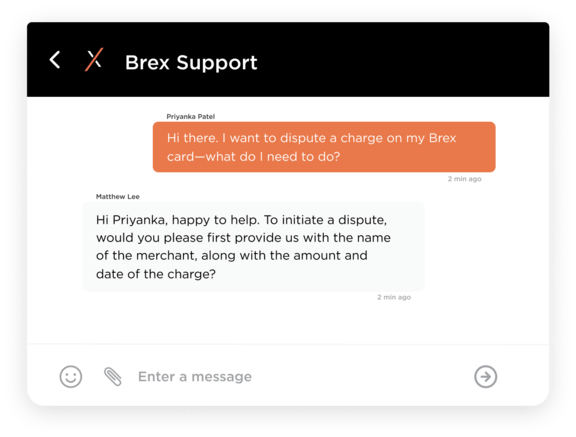 Brex Support
Priyanka Patel
Hi there. I want to dispute a charge on my Brex
card—what do I need to do?
2 min ago
Matthew Lee
Hi Priyanka, happy to help. To initiate a dispute,
would you please first provide us with the name
of the merchant, along with the amount and
date of the charge?
2 min ago
Enter a message